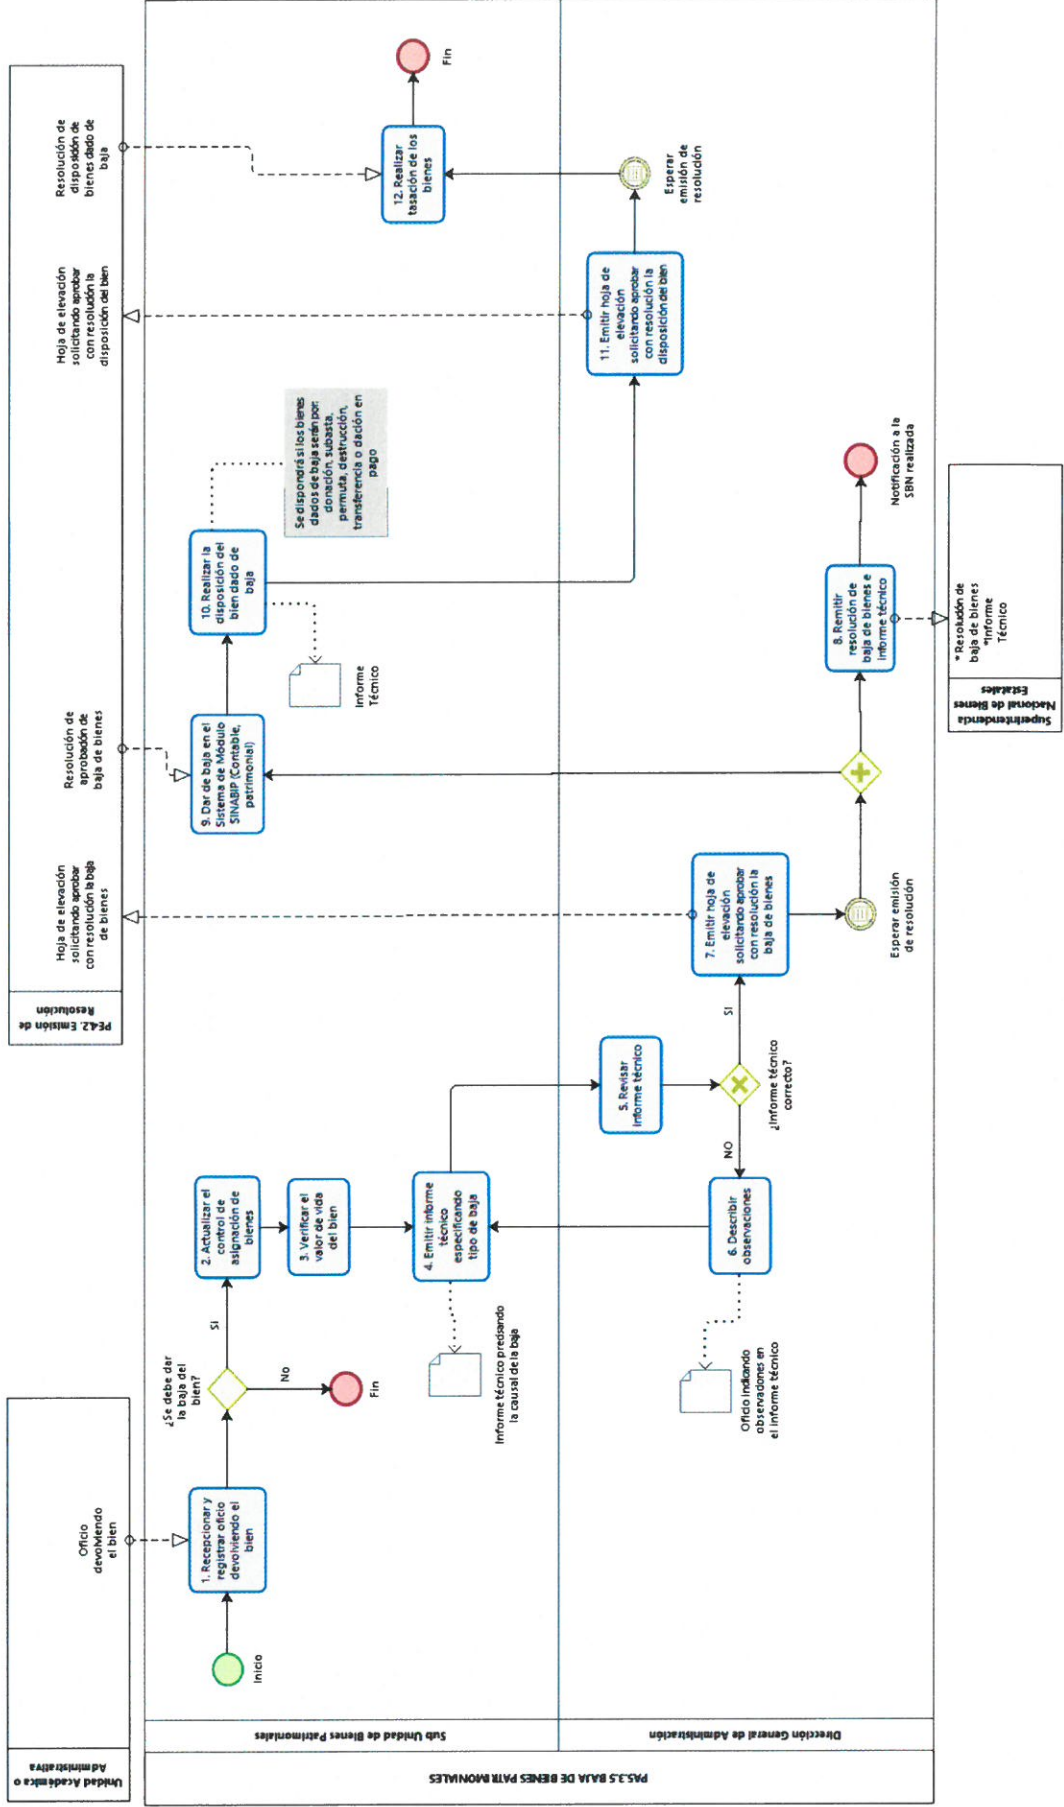 Unidad Académica o
Administrativa
Oficio
devolviendo
el bien
PE4.2. Emisión de
Resolución
Hoja de elevación
solicitando aprobar
con resolución la baja
de bienes
Resolución de
aprobación de
baja de bienes
Hoja de elevación
solicitando aprobar
con resolución la
disposición del bien
Resolución de
disposición de
bienes dado de
baja
PAS.3.5 BAJA DE BIENES PATRIMONIALES
Sub Unidad de Bienes Patrimoniales
Inicio
1. Recepcionar y
registrar oficio
devolviendo el
bien
¿Se debe dar
la baja del
bien?
SI
No
Fin
2. Actualizar el
control de
asignación de
bienes
3. Verificar el
valor de vida
del bien
4. Emitir informe
técnico
especificando
tipo de baja
Informe técnico precisando
la causal de la baja
9. Dar de baja en el
Sistema de Módulo
SINABIP (Contable,
patrimonial)
10. Realizar la
disposición del
bien dado de
baja
Informe
Técnico
Se dispondrá si los bienes
dados de baja serán por:
donación, subasta,
permuta, destrucción,
transferencia o dación en
pago
12. Realizar
tasación de los
bienes
Fin
Dirección General de Administración
5. Revisar
informe técnico
¿Informe técnico
correcto?
NO
SI
6. Describir
observaciones
Oficio indicando
observaciones en
el informe técnico
7. Emitir hoja de
elevación
solicitando aprobar
con resolución la
baja de bienes
Esperar emisión
de resolución
8. Remitir
resolución de
baja de bienes e
informe técnico
Notificación a la
SBN realizada
11. Emitir hoja de
elevación
solicitando aprobar
con resolución la
disposición del bien
Esperar
emisión de
resolución
Superintendencia
Nacional de Bienes
Estatales
* Resolución de
baja de bienes
*Informe
Técnico